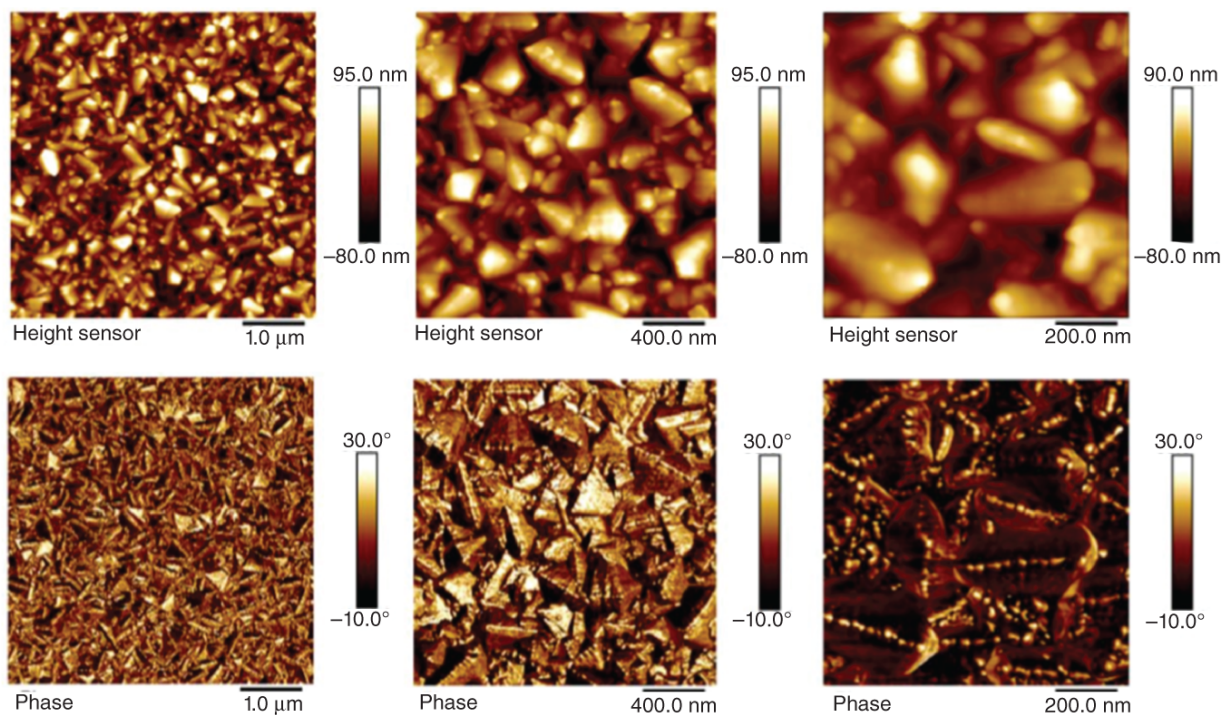 95.0 nm
–80.0 nm
Height sensor
1.0 μm
95.0 nm
–80.0 nm
Height sensor
400.0 nm
90.0 nm
–80.0 nm
Height sensor
200.0 nm
30.0°
–10.0°
Phase
1.0 μm
30.0°
–10.0°
Phase
400.0 nm
30.0°
–10.0°
Phase
200.0 nm